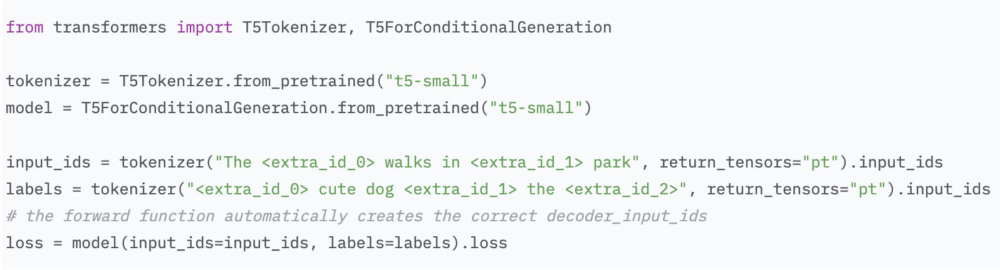 from transformers import T5Tokenizer, T5ForConditionalGeneration
tokenizer = T5Tokenizer.from_pretrained("t5-small")
model = T5ForConditionalGeneration.from_pretrained("t5-small")
input_ids = tokenizer("The <extra_id_0> walks in <extra_id_1> park", return_tensors="pt").input_ids
labels = tokenizer("<extra_id_0> cute dog <extra_id_1> the <extra_id_2>", return_tensors="pt").input_ids
# the forward function automatically creates the correct decoder_input_ids
loss = model(input_ids=input_ids, labels=labels).loss